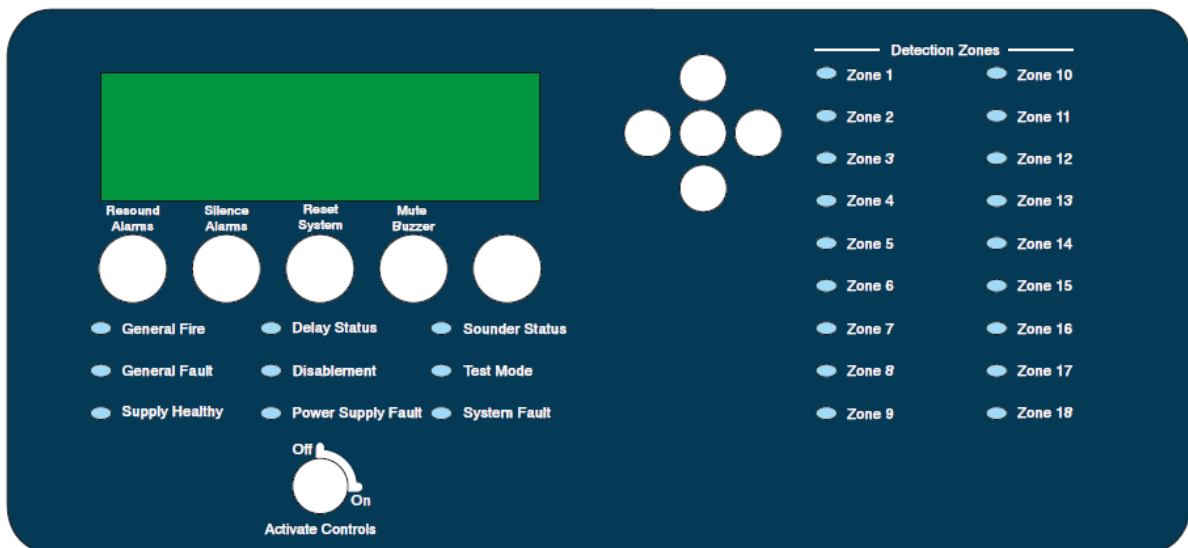 Detection Zones
Zone 1 Zone 10
Zone 2 Zone 11
Zone 3 Zone 12
Zone 4 Zone 13
Zone 5 Zone 14
Zone 6 Zone 15
Zone 7 Zone 16
Zone 8 Zone 17
Zone 9 Zone 18
Resound
Alarms
Silence
Alarms
Reset
System
Mute
Buzzer
General Fire Delay Status Sounder Status
General Fault Disablement Test Mode
Supply Healthy Power Supply Fault System Fault
Off
On
Activate Controls